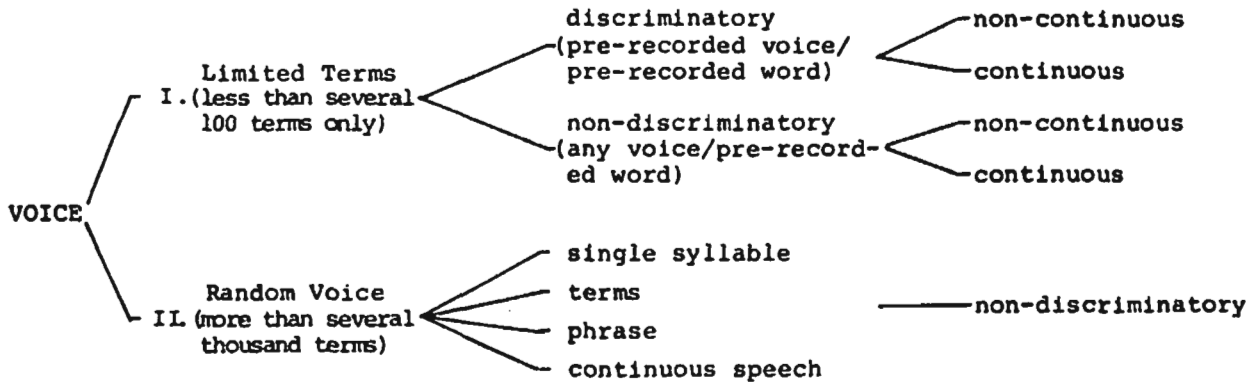 VOICE
Limited Terms
I. (less than several
100 terms only)
discriminatory
(pre-recorded voice/
pre-recorded word)
non-continuous
continuous
non-discriminatory
(any voice/pre-record-
ed word)
non-continuous
continuous
Random Voice
II. (more than several
thousand terms)
single syllable
terms
phrase
continuous speech
non-discriminatory